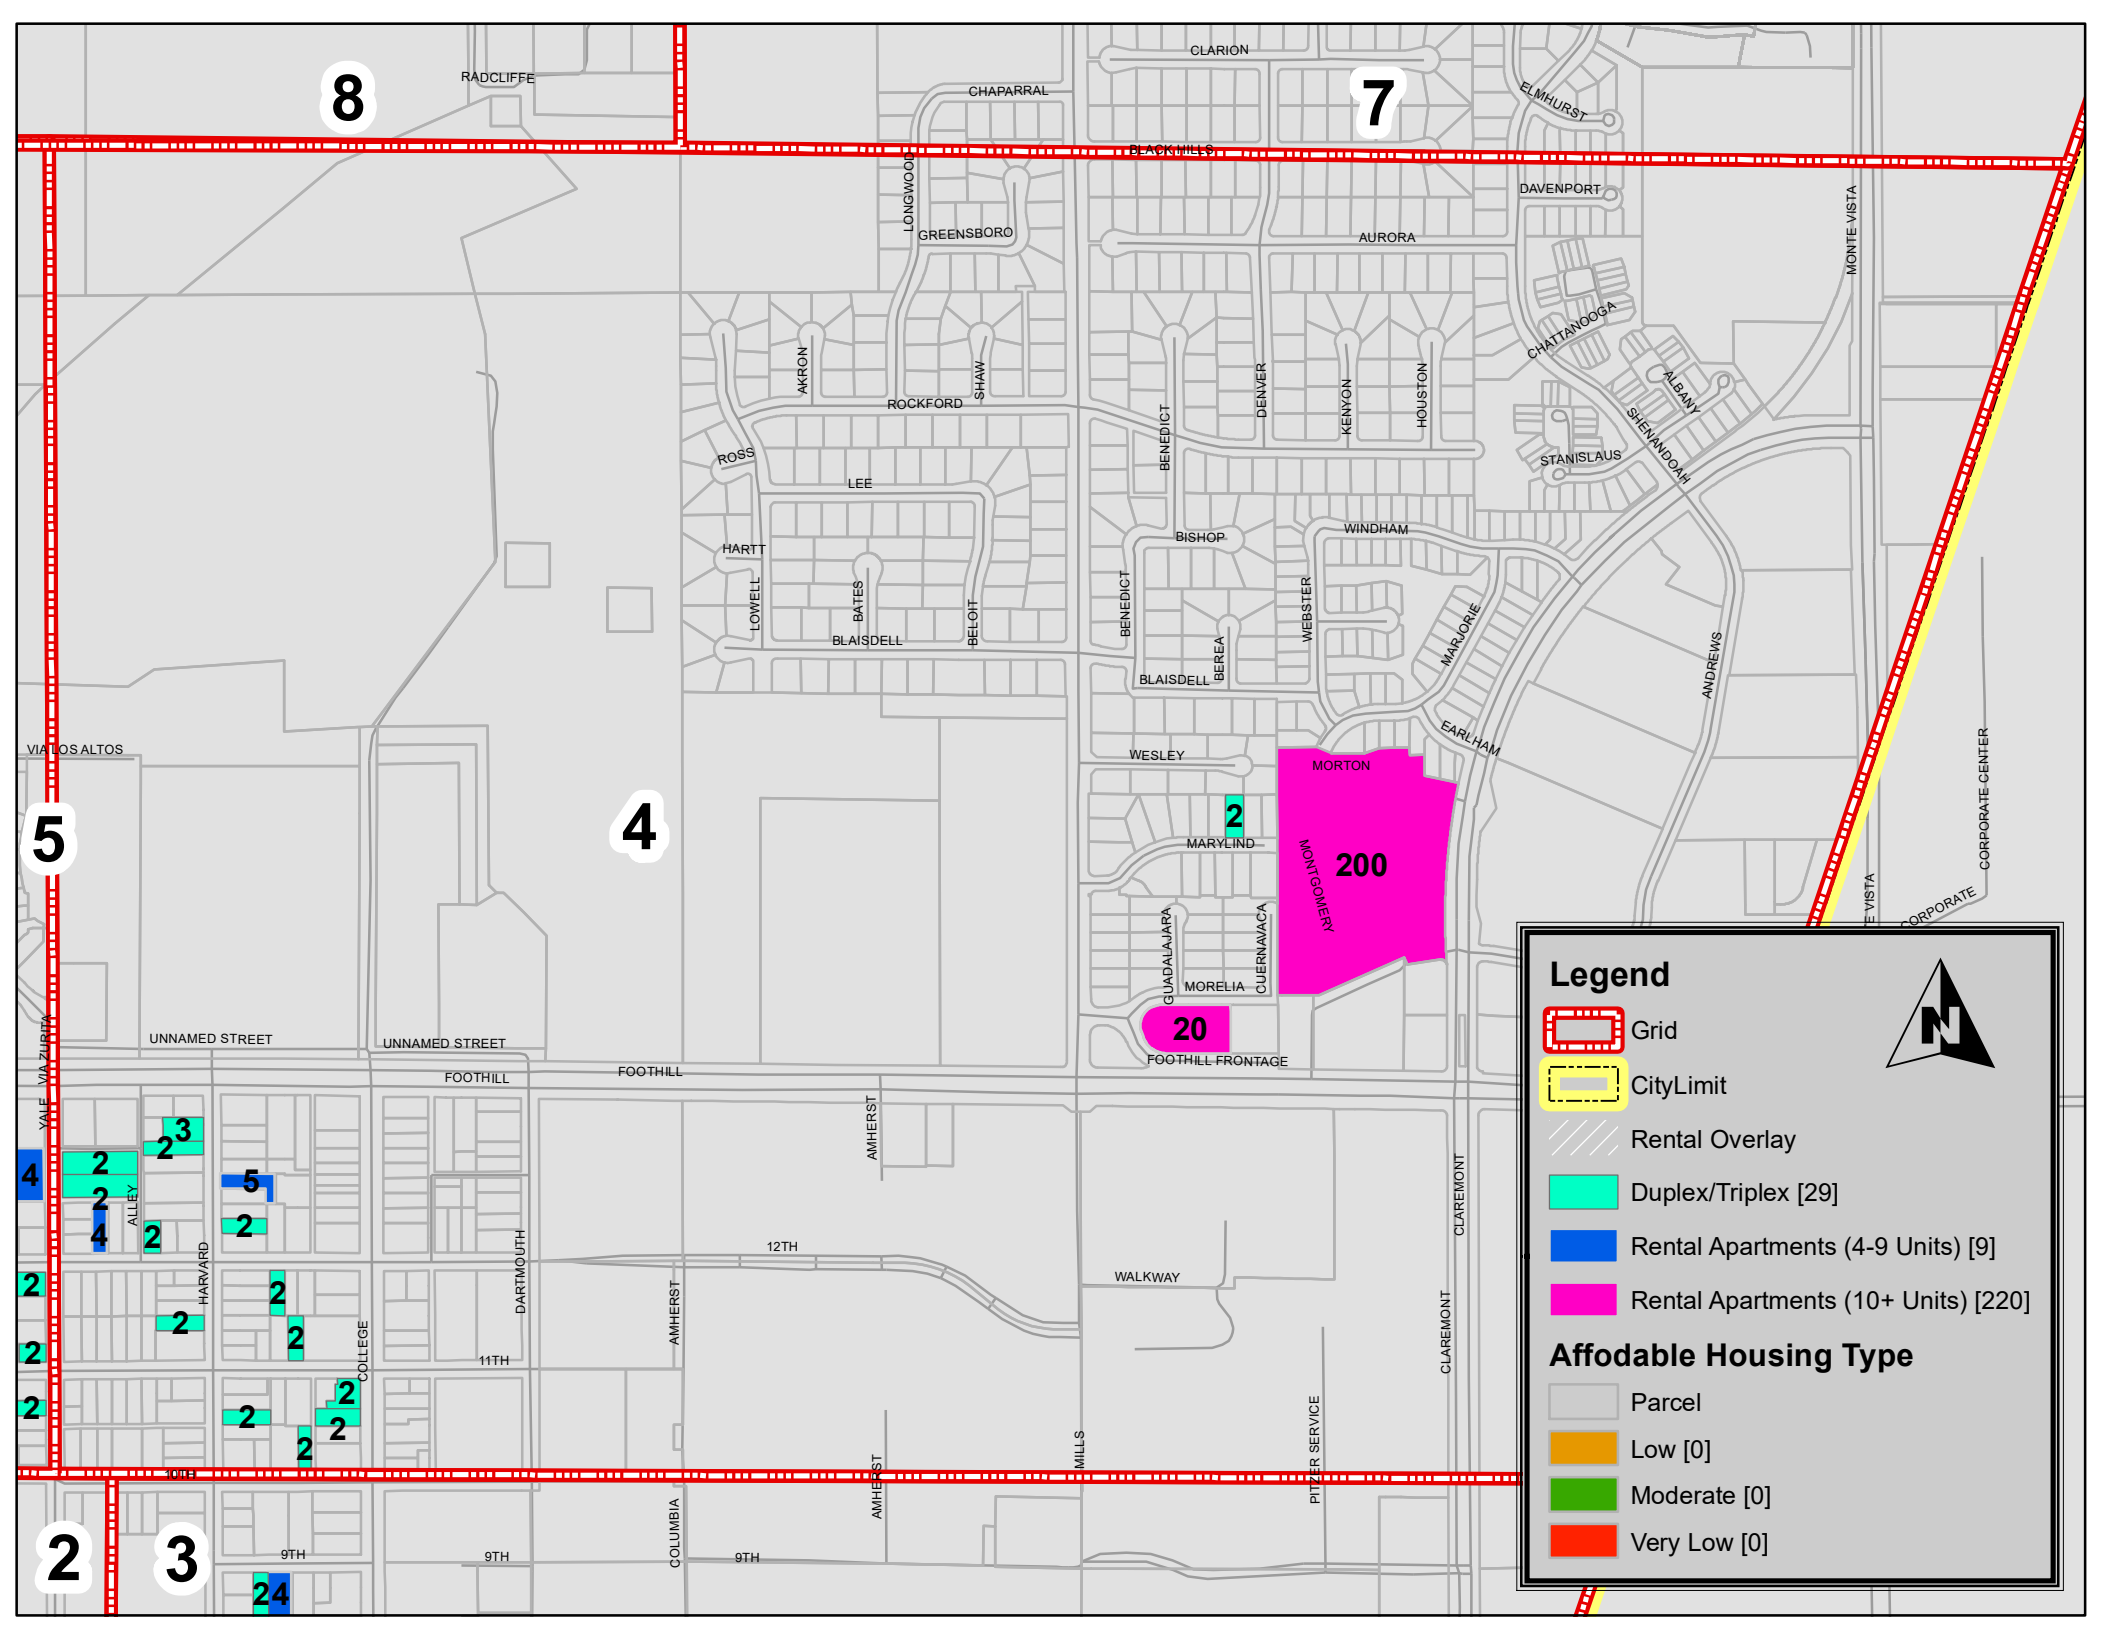 CLARION
RADCLIFFE
8
CHAPARRAL
7
ELMHURST
BLACK HILLS
LONGWOOD
DAVENPORT
MONTE VISTA
GREENSBORO
AURORA
CHATTANOOGA
AKRON
SHAW
DENVER
KENYON
HOUSTON
ALBANY
ROCKFORD
BENEDICT
SHENANDOAH
ROSS
STANISLAUS
LEE
WINDHAM
BISHOP
HARTT
LOWELL
BATES
BELOIT
BENEDICT
WEBSTER
MARJORIE
BLAISDELL
BEREA
ANDREWS
BLAISDELL
EARLHAM
VIA LOS ALTOS
WESLEY
MORTON
CORPORATE CENTER
5
4
2
MARYLIND
MONTGOMERY
200
GUADALAJARA
CUERNAVACA
E VISTA
CORPORATE
MORELIA
20
FOOTHILL FRONTAGE
VIA ZURITA
UNNAMED STREET
UNNAMED STREET
FOOTHILL
FOOTHILL
YALE
AMHERST
3
2
2
4
5
2
ALLEY
4
2
2
CLAREMONT
HARVARD
DARTMOUTH
12TH
WALKWAY
2
2
2
2
AMHERST
CLAREMONT
2
COLLEGE
11TH
2
2
2
2
2
PITZER SERVICE
MILLS
10TH
AMHERST
COLUMBIA
2
3
9TH
9TH
9TH
2
4
Legend
N
Grid
CityLimit
Rental Overlay
Duplex/Triplex [29]
Rental Apartments (4-9 Units) [9]
Rental Apartments (10+ Units) [220]
Affodable Housing Type
Parcel
Low [0]
Moderate [0]
Very Low [0]